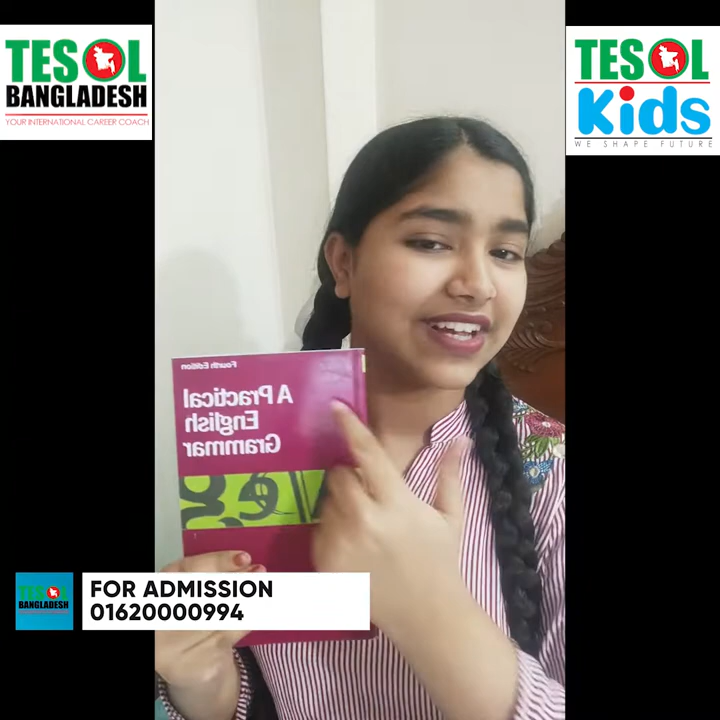 TESOL
BANGLADESH
YOUR INTERNATIONAL CAREER COACH
TESOL
Kids
WE SHAPE FUTURE
Fourth Edition
A Practical
English
Grammar
TESOL
BANGLADESH
FOR ADMISSION
01620000994